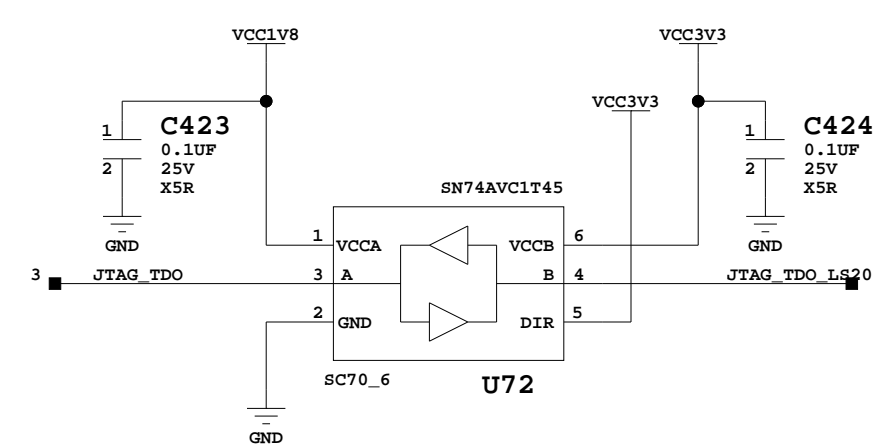 VCC1V8
VCC3V3
VCC3V3
1
C423
0.1UF
2
25V
X5R
GND
1
C424
0.1UF
2
25V
X5R
GND
SN74AVC1T45
1
VCCA
VCCB
6
3
JTAG_TDO
3
A
B
4
JTAG_TDO_LS20
2
GND
DIR
5
SC70_6
U72
GND